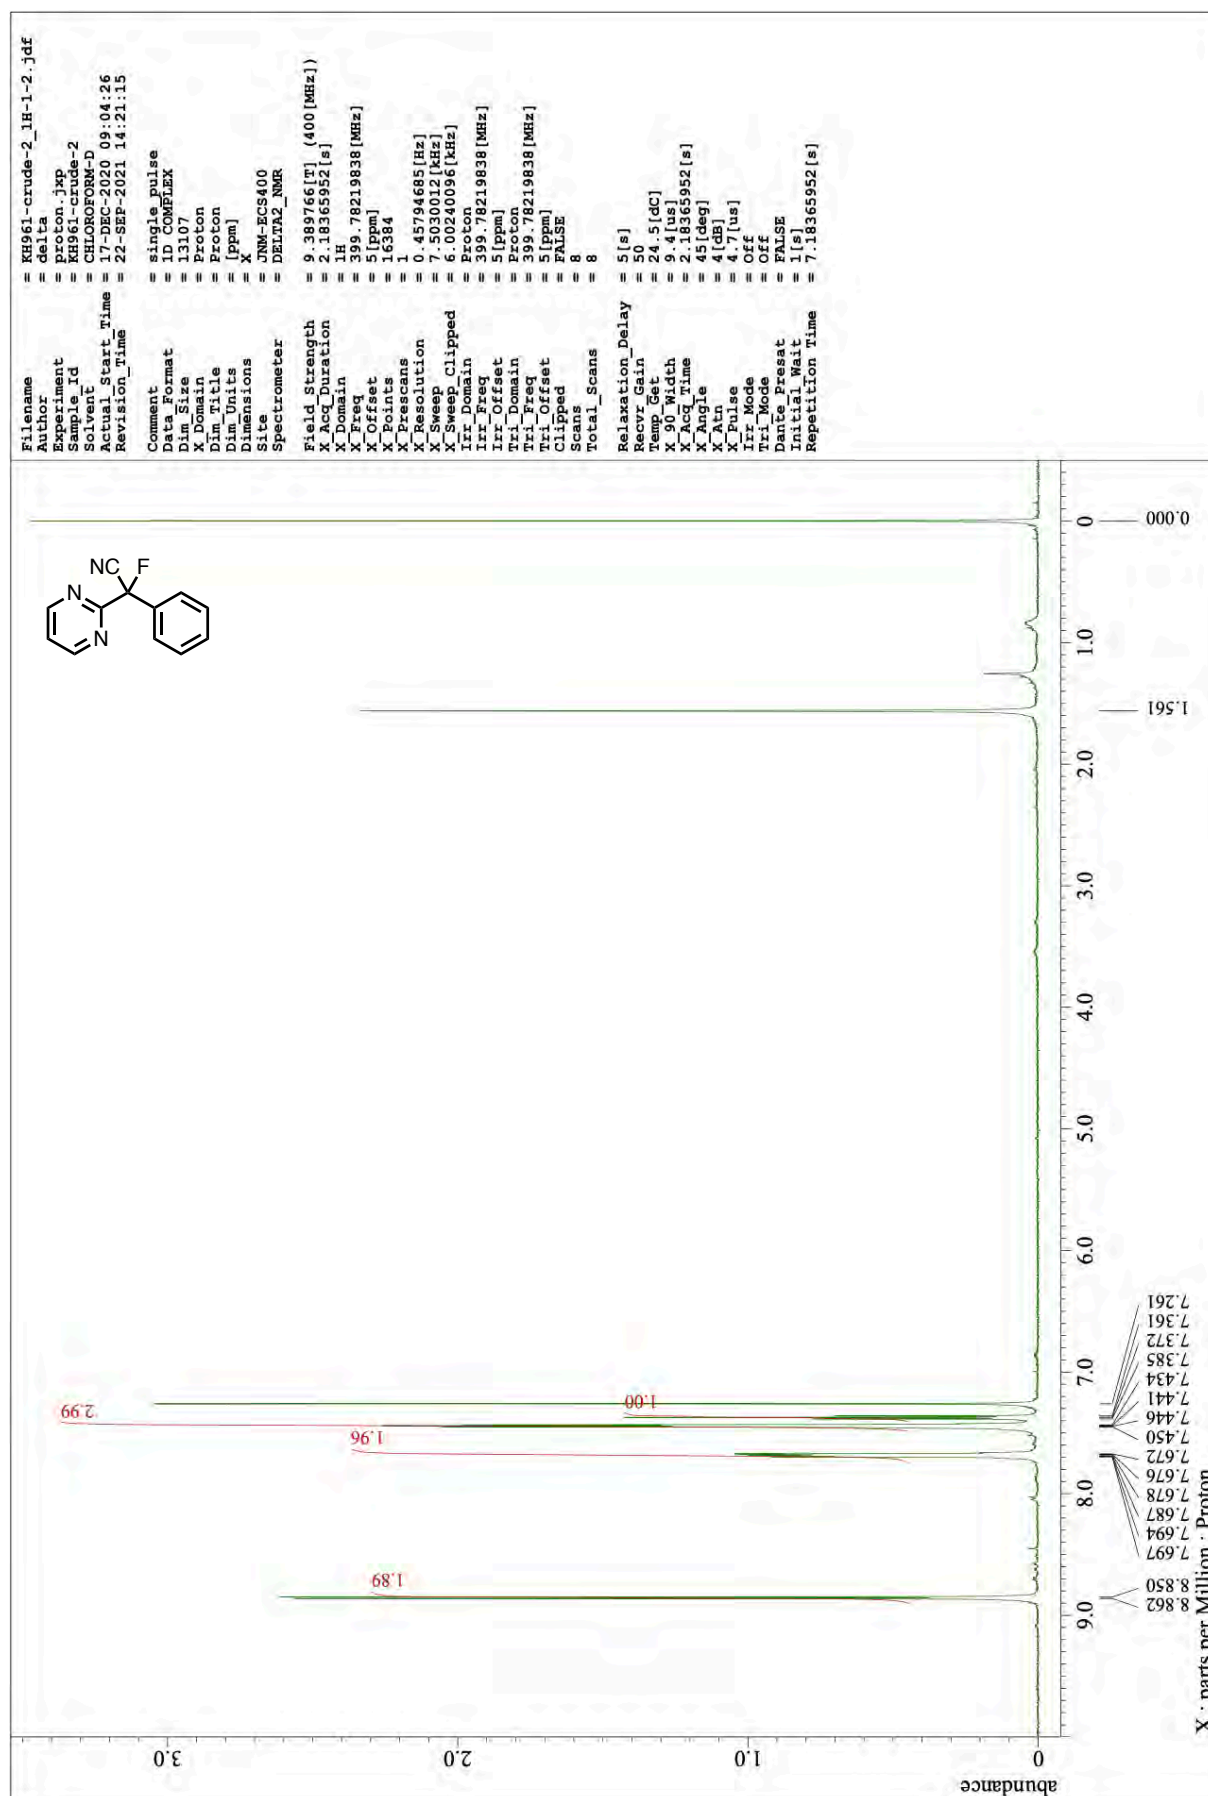 Filename = KH961-crude-2_1H-1-2.jdf
Author = delta
Experiment = proton.jxp
Sample_Id = KH961-crude-2
Solvent = CHLOROFORM-D
Actual_Start_Time = 17-DEC-2020 09:04:26
Revision_Time = 22-SEP-2021 14:21:15
Comment = single_pulse
Data_Format = 1D COMPLEX
Dim_Size = 13107
X_Domain = Proton
Dim_Title = Proton
Dim_Units = [ppm]
Dimensions = X
Site = JNM-ECS400
Spectrometer = DELTA2_NMR
Field_Strength = 9.389766[T] (400[MHz])
X_Acq_Duration = 2.18365952[s]
X_Domain = 1H
X_Freq = 399.78219838[MHz]
X_Offset = 5[ppm]
X_Points = 16384
X_Prescans = 1
X_Resolution = 0.45794685[Hz]
X_Sweep = 7.5030012[kHz]
X_Sweep_Clipped = 6.00240096[kHz]
Irr_Domain = Proton
Irr_Freq = 399.78219838[MHz]
Irr_Offset = 5[ppm]
Tri_Domain = Proton
Tri_Freq = 399.78219838[MHz]
Tri_Offset = 5[ppm]
Clipped = FALSE
Scans = 8
Total_Scans = 8
Relaxation_Delay = 5[s]
Recvr_Gain = 50
Temp_Get = 24.5[dC]
X_90_Width = 9.4[us]
X_Acq_Time = 2.18365952[s]
X_Angle = 45[deg]
X_Atn = 4[dB]
X_Pulse = 4.7[us]
Irr_Mode = Off
Tri_Mode = Off
Dante_Presat = FALSE
Initial_Wait = 1[s]
Repetition_Time = 7.18365952[s]
NC F
N
N
abundance
0 1.0 2.0 3.0
1.89
1.96
2.99
1.00
9.0 8.0 7.0 6.0 5.0 4.0 3.0 2.0 1.0 0
8.862
8.850
7.697
7.694
7.687
7.678
7.676
7.672
7.450
7.446
7.441
7.434
7.385
7.372
7.361
7.261
1.561
0.000
X : parts per Million : Proton